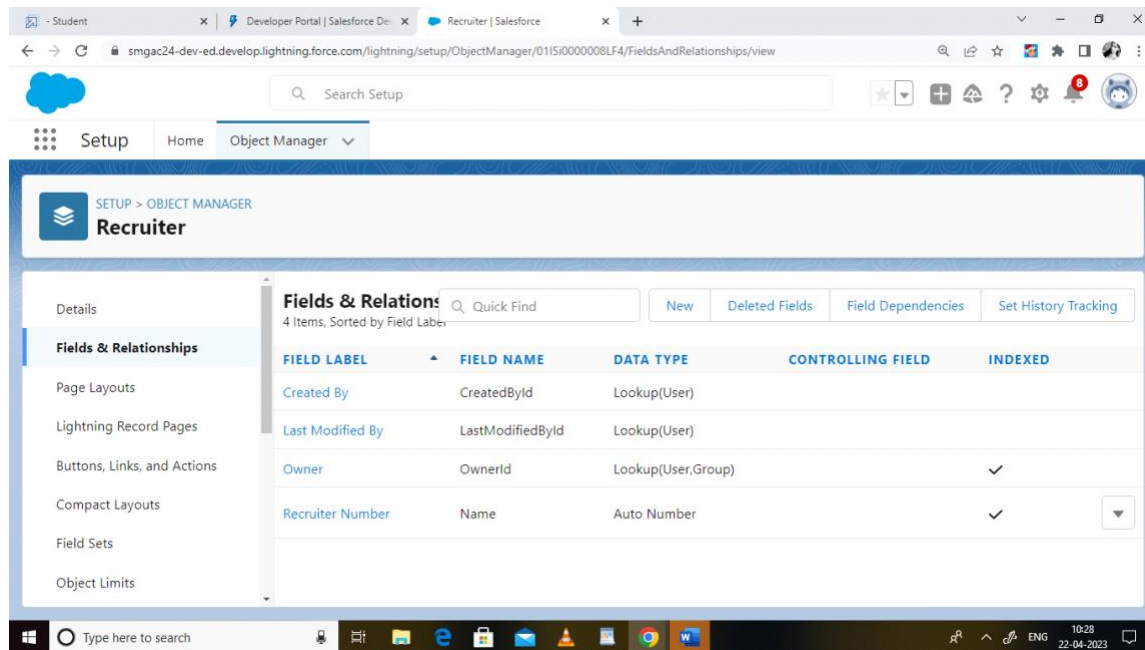 - Student
Developer Portal | Salesforce Dev
Recruiter | Salesforce
smgac24-dev-ed.develop.lightning.force.com/lightning/setup/ObjectManager/01I5i0000008LF4/FieldsAndRelationships/view
Search Setup
8
Setup Home Object Manager
SETUP > OBJECT MANAGER
Recruiter
Details
Fields & Relationships
Page Layouts
Lightning Record Pages
Buttons, Links, and Actions
Compact Layouts
Field Sets
Object Limits
Fields & Relations
4 Items, Sorted by Field Label
Quick Find
New Deleted Fields Field Dependencies Set History Tracking
FIELD LABEL FIELD NAME DATA TYPE CONTROLLING FIELD INDEXED
Created By CreatedById Lookup(User)
Last Modified By LastModifiedById Lookup(User)
Owner OwnerId Lookup(User,Group)
Recruiter Number Name Auto Number
Type here to search
ENG
10:28
22-04-2023